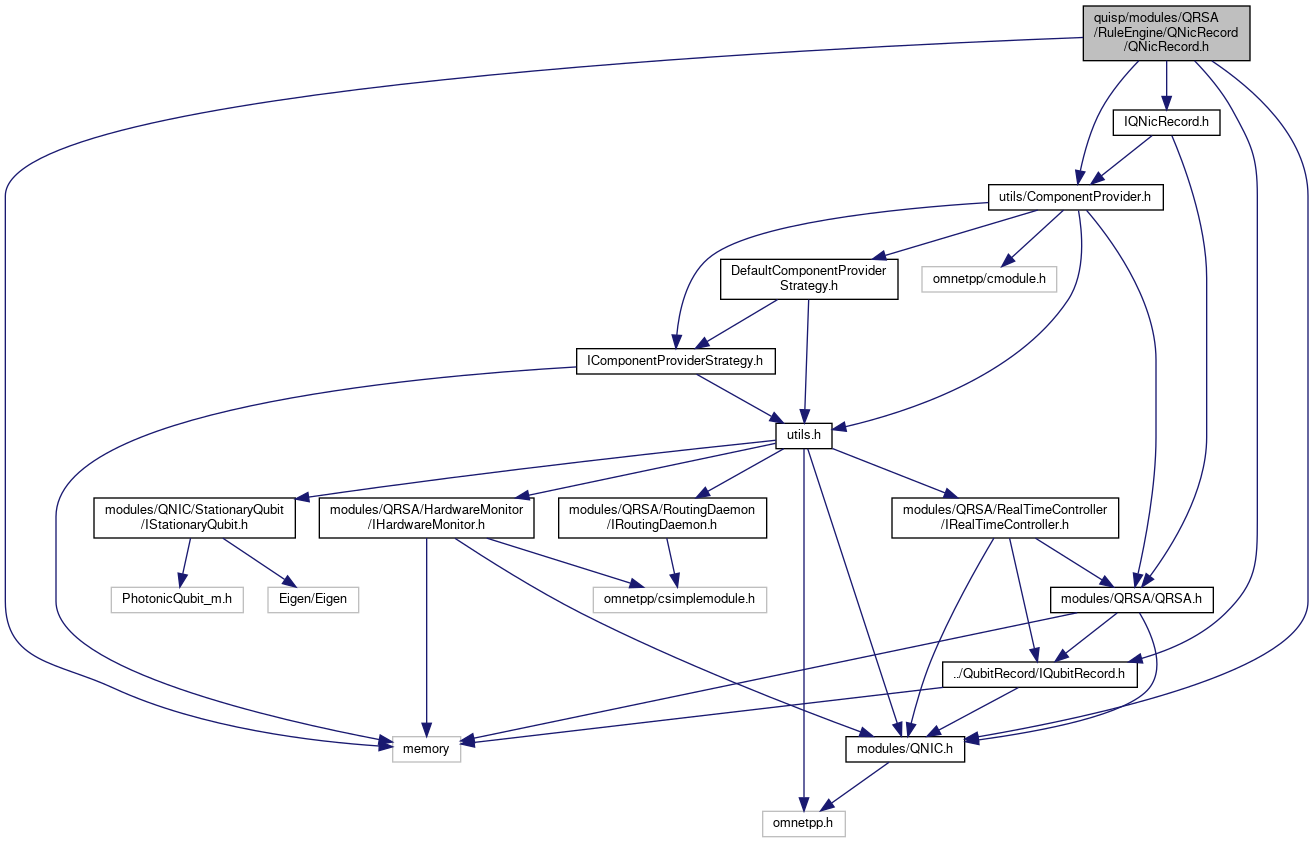 quisp/modules/QRSA
/RuleEngine/QNicRecord
/QNicRecord.h
IQNicRecord.h
utils/ComponentProvider.h
DefaultComponentProvider
Strategy.h
omnetpp/cmodule.h
IComponentProviderStrategy.h
utils.h
modules/QNIC/StationaryQubit
/IStationaryQubit.h
modules/QRSA/HardwareMonitor
/IHardwareMonitor.h
modules/QRSA/RoutingDaemon
/IRoutingDaemon.h
modules/QRSA/RealTimeController
/IRealTimeController.h
PhotonicQubit_m.h
Eigen/Eigen
omnetpp/csimplemodule.h
modules/QRSA/QRSA.h
../QubitRecord/IQubitRecord.h
memory
modules/QNIC.h
omnetpp.h